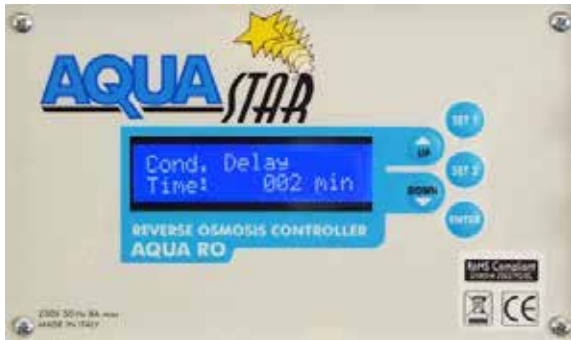 AQUA STAR
SET 1
UP
Cond. Delay
SET 2
Time: 002 min
DOWN
ENTER
REVERSE OSMOSIS CONTROLLER
AQUA RO
RoHS Compliant
230V 50Hz 8A max
MADE IN ITALY
CE